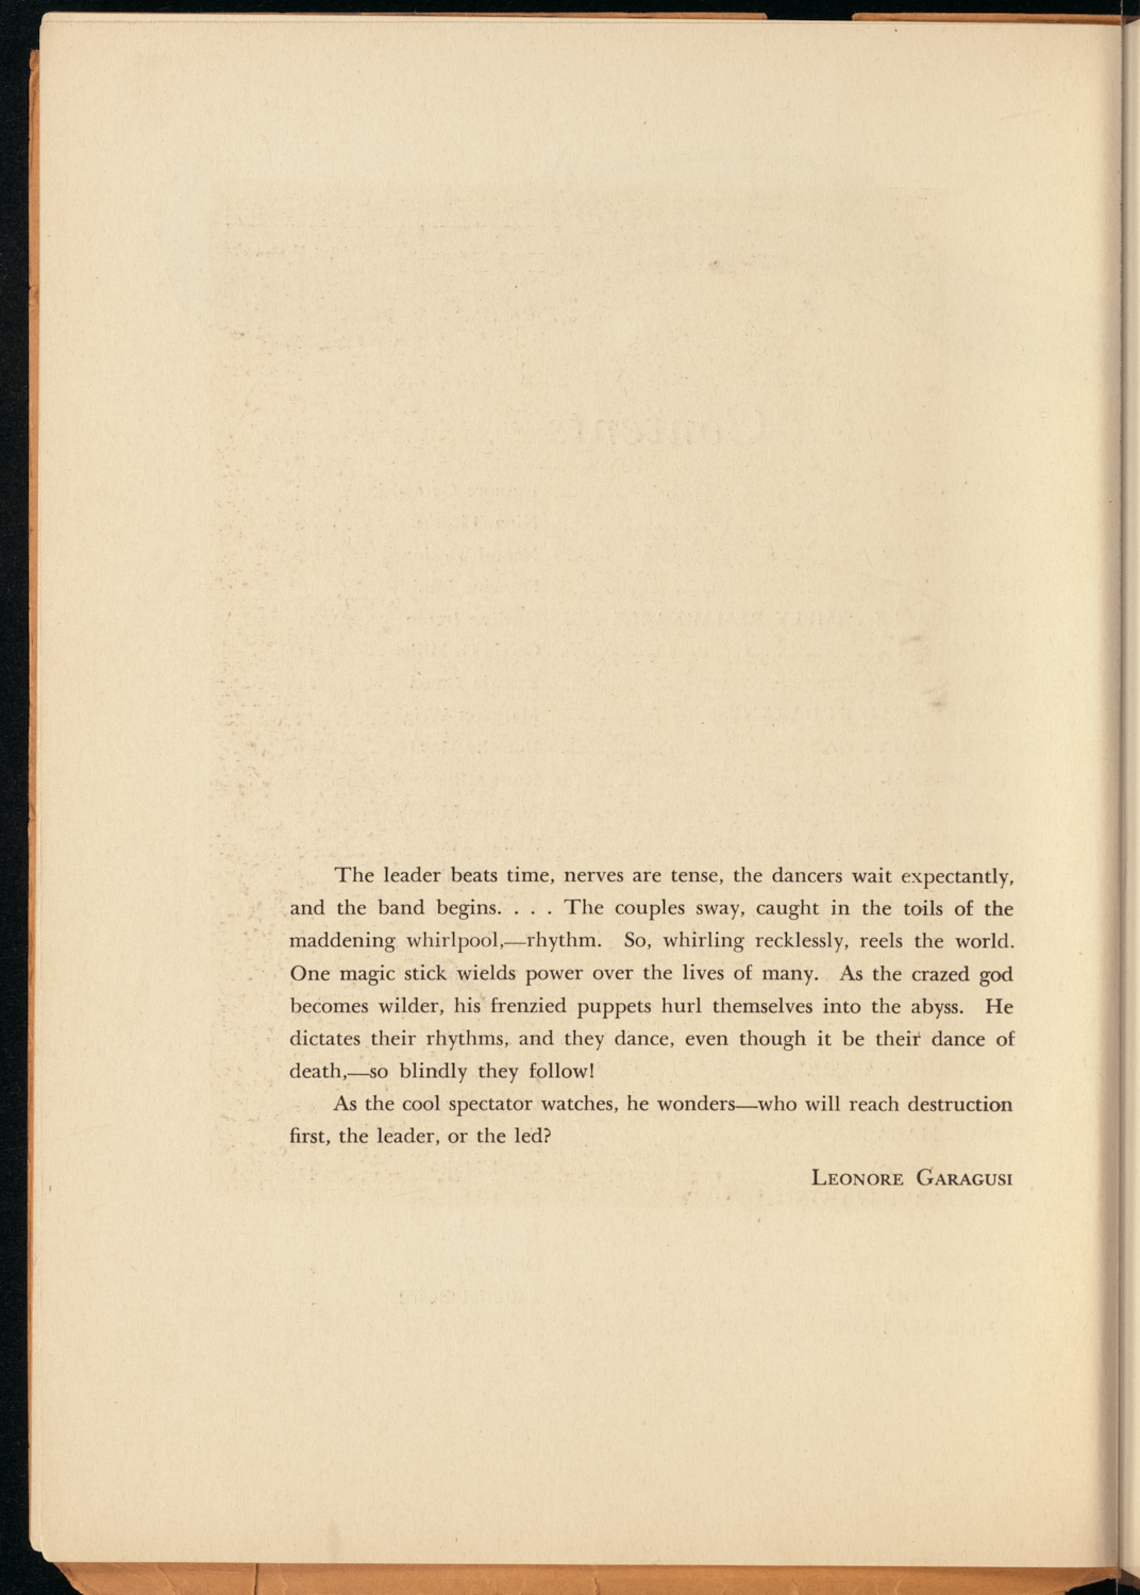 The leader beats time, nerves are tense, the dancers wait expectantly,
and the band begins. . . . The couples sway, caught in the toils of the
maddening whirlpool,—rhythm. So, whirling recklessly, reels the world.
One magic stick wields power over the lives of many. As the crazed god
becomes wilder, his frenzied puppets hurl themselves into the abyss. He
dictates their rhythms, and they dance, even though it be their dance of
death,—so blindly they follow!
As the cool spectator watches, he wonders—who will reach destruction
first, the leader, or the led?
LEONORE GARAGUSI